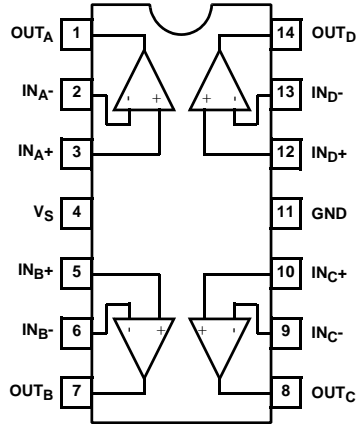 OUTA 1 14 OUTD
INA- 2 - + + - 13 IND-
INA+ 3 12 IND+
VS 4 11 GND
INB+ 5 10 INC+
INB- 6 - + + - 9 INC-
OUTB 7 8 OUTC